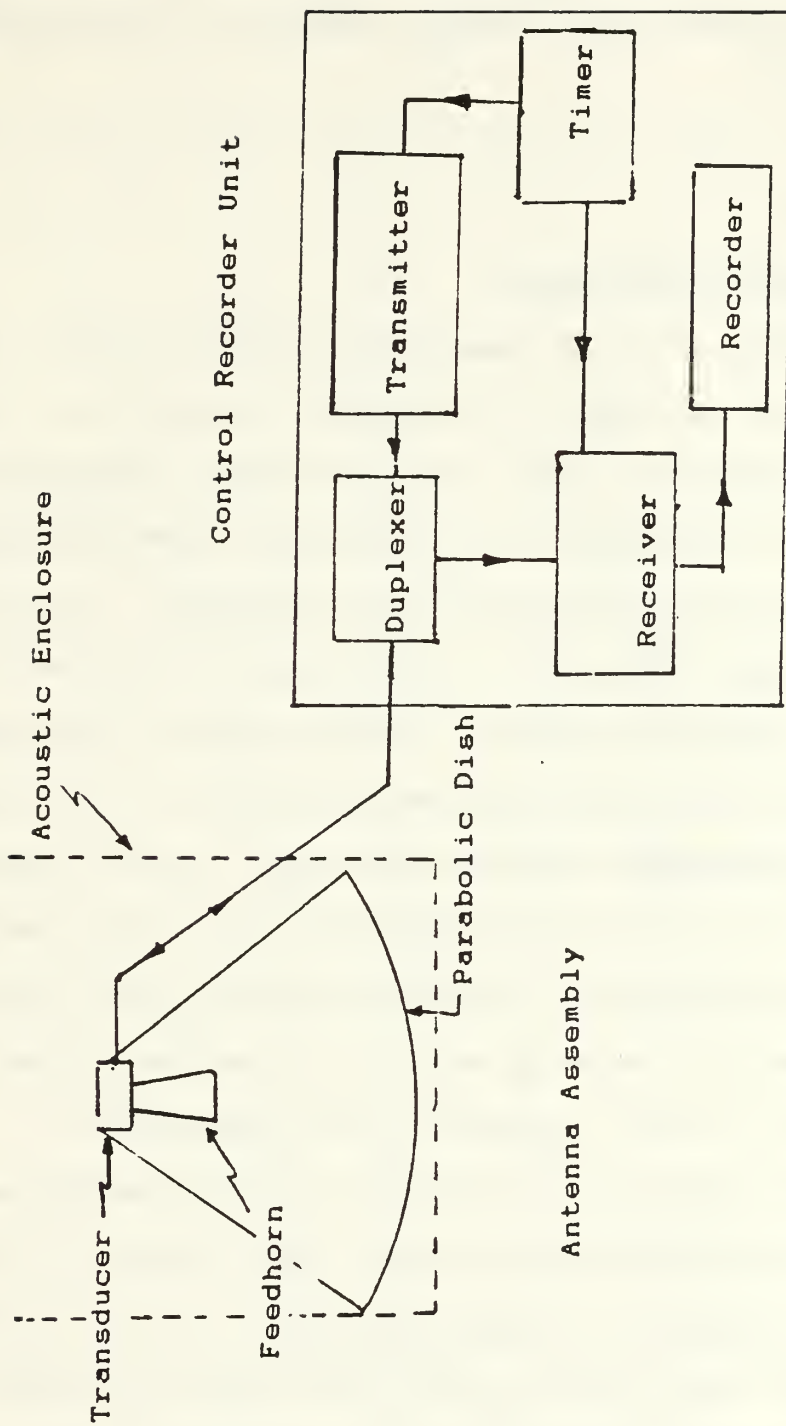 Acoustic Enclosure
Transducer
Feedhorn
Parabolic Dish
Antenna Assembly
Control Recorder Unit
Duplexer
Transmitter
Timer
Receiver
Recorder